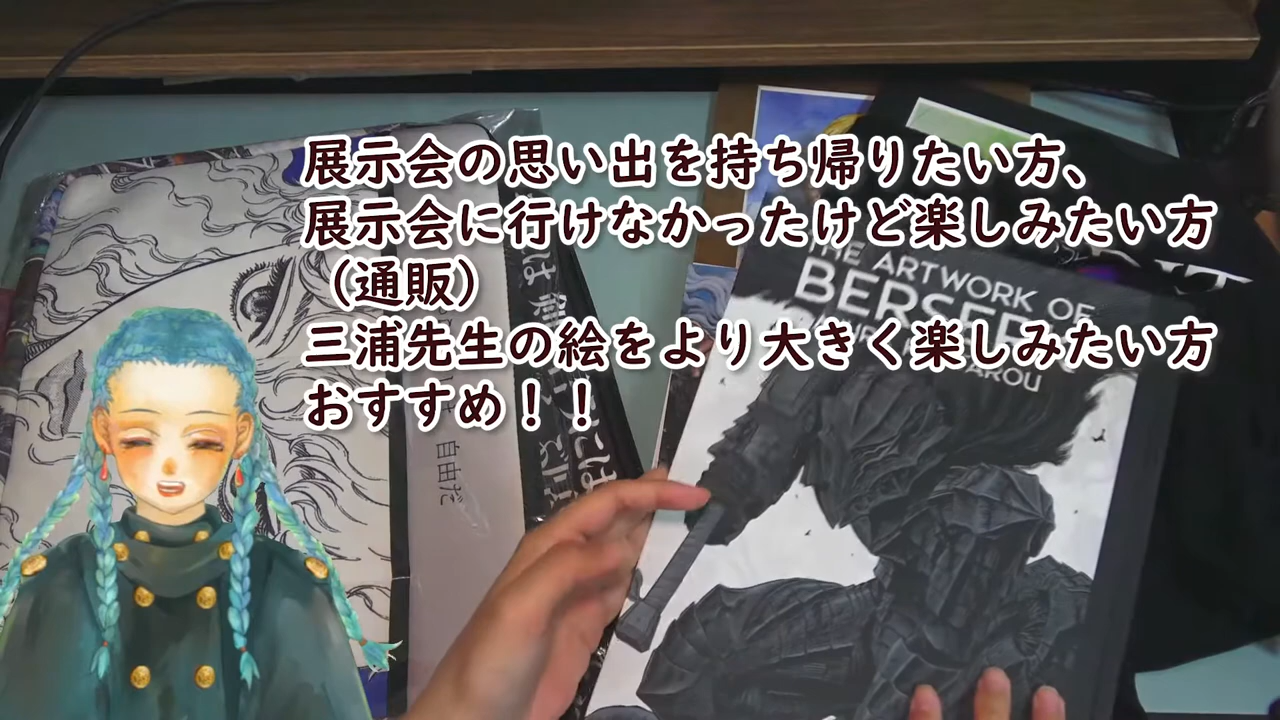 展示会の思い出を持ち帰りたい方、
展示会に行けなかったけど楽しみたい方
（通販）
三浦先生の絵をより大きく楽しみたい方
おすすめ！！
THE ARTWORK OF
BERSERK
自由だ